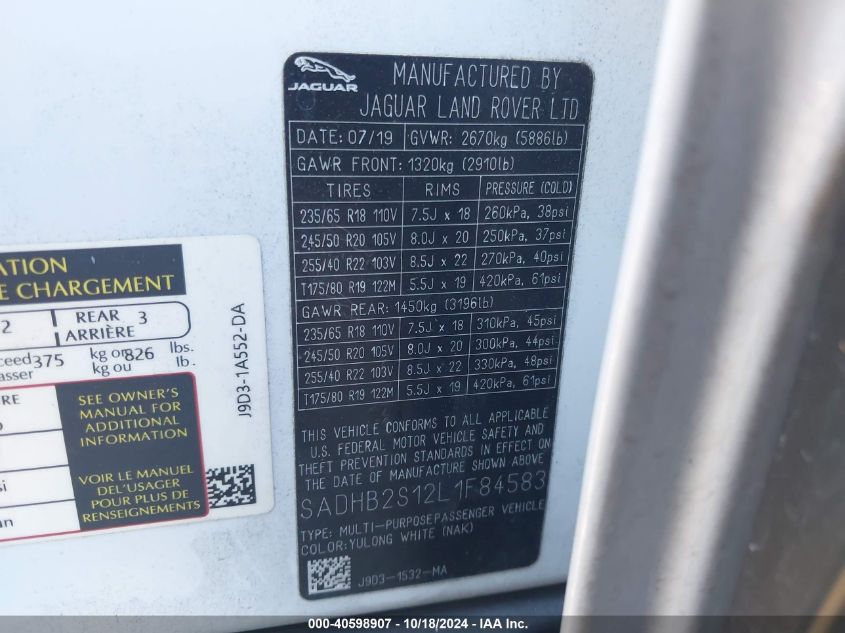 JAGUAR
MANUFACTURED BY
JAGUAR LAND ROVER LTD
DATE: 07/19 GVWR: 2670kg (5886lb)
GAWR FRONT: 1320kg (2910lb)
TIRES RIMS PRESSURE (COLD)
235/65 R18 110V 7.5J x 18 260kPa, 38psi
245/50 R20 105V 8.0J x 20 250kPa, 37psi
255/40 R22 103V 8.5J x 22 270kPa, 40psi
T175/80 R19 122M 5.5J x 19 420kPa, 61psi
GAWR REAR: 1450kg (3196lb)
235/65 R18 110V 7.5J x 18 310kPa, 45psi
245/50 R20 105V 8.0J x 20 300kPa, 44psi
255/40 R22 103V 8.5J x 22 330kPa, 48psi
T175/80 R19 122M 5.5J x 19 420kPa, 61psi
THIS VEHICLE CONFORMS TO ALL APPLICABLE
U.S. FEDERAL MOTOR VEHICLE SAFETY AND
THEFT PREVENTION STANDARDS IN EFFECT ON
THE DATE OF MANUFACTURE SHOWN ABOVE
SADHB2S12L1F84583
TYPE: MULTI-PURPOSEPASSENGER VEHICLE
COLOR: YULONG WHITE (NAK)
J9D3-1532-MA
ATION
E CHARGEMENT
2 REAR 3
ARRIÈRE
ceed 375 kg or 826 lbs.
asser kg ou lb.
RE
SEE OWNER'S
MANUAL FOR
ADDITIONAL
INFORMATION
VOIR LE MANUEL
DE L'USAGER
POUR PLUS DE
RENSEIGNEMENTS
J9D3-1A552-DA
000-40598907 - 10/18/2024 - IAA Inc.